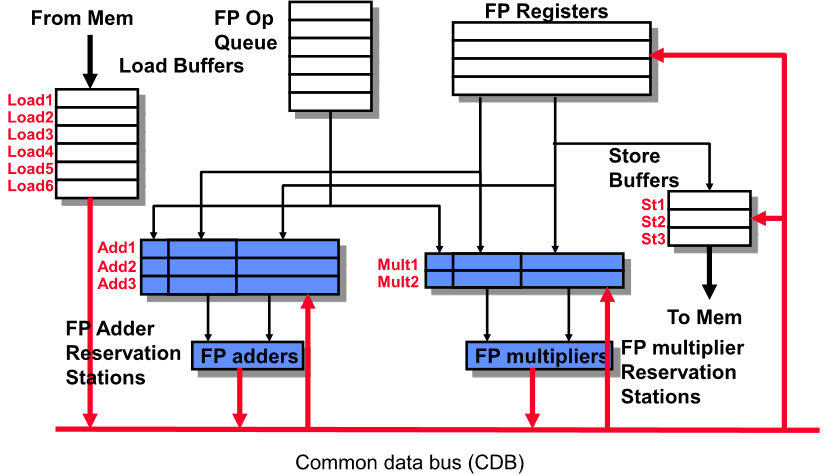 From Mem
FP Op
Queue
FP Registers
Load Buffers
Load1
Load2
Load3
Load4
Load5
Load6
Store
Buffers
St1
St2
St3
Add1
Add2
Add3
Mult1
Mult2
To Mem
FP Adder
Reservation
Stations
FP adders
FP multipliers
FP multiplier
Reservation
Stations
Common data bus (CDB)